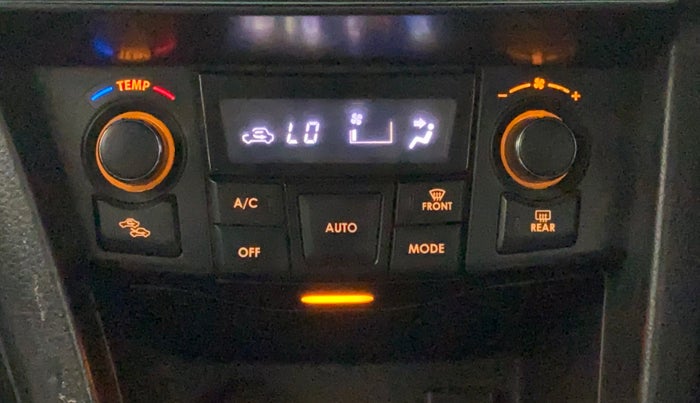 TEMP
- +
LO
A/C
AUTO
FRONT
REAR
OFF
MODE